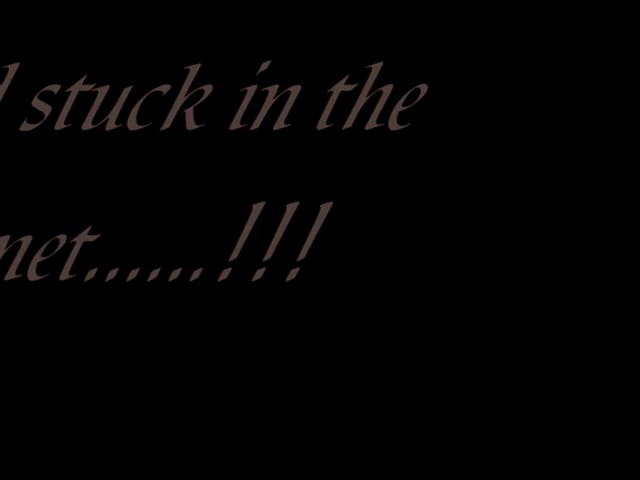 stuck in the
net......!!!